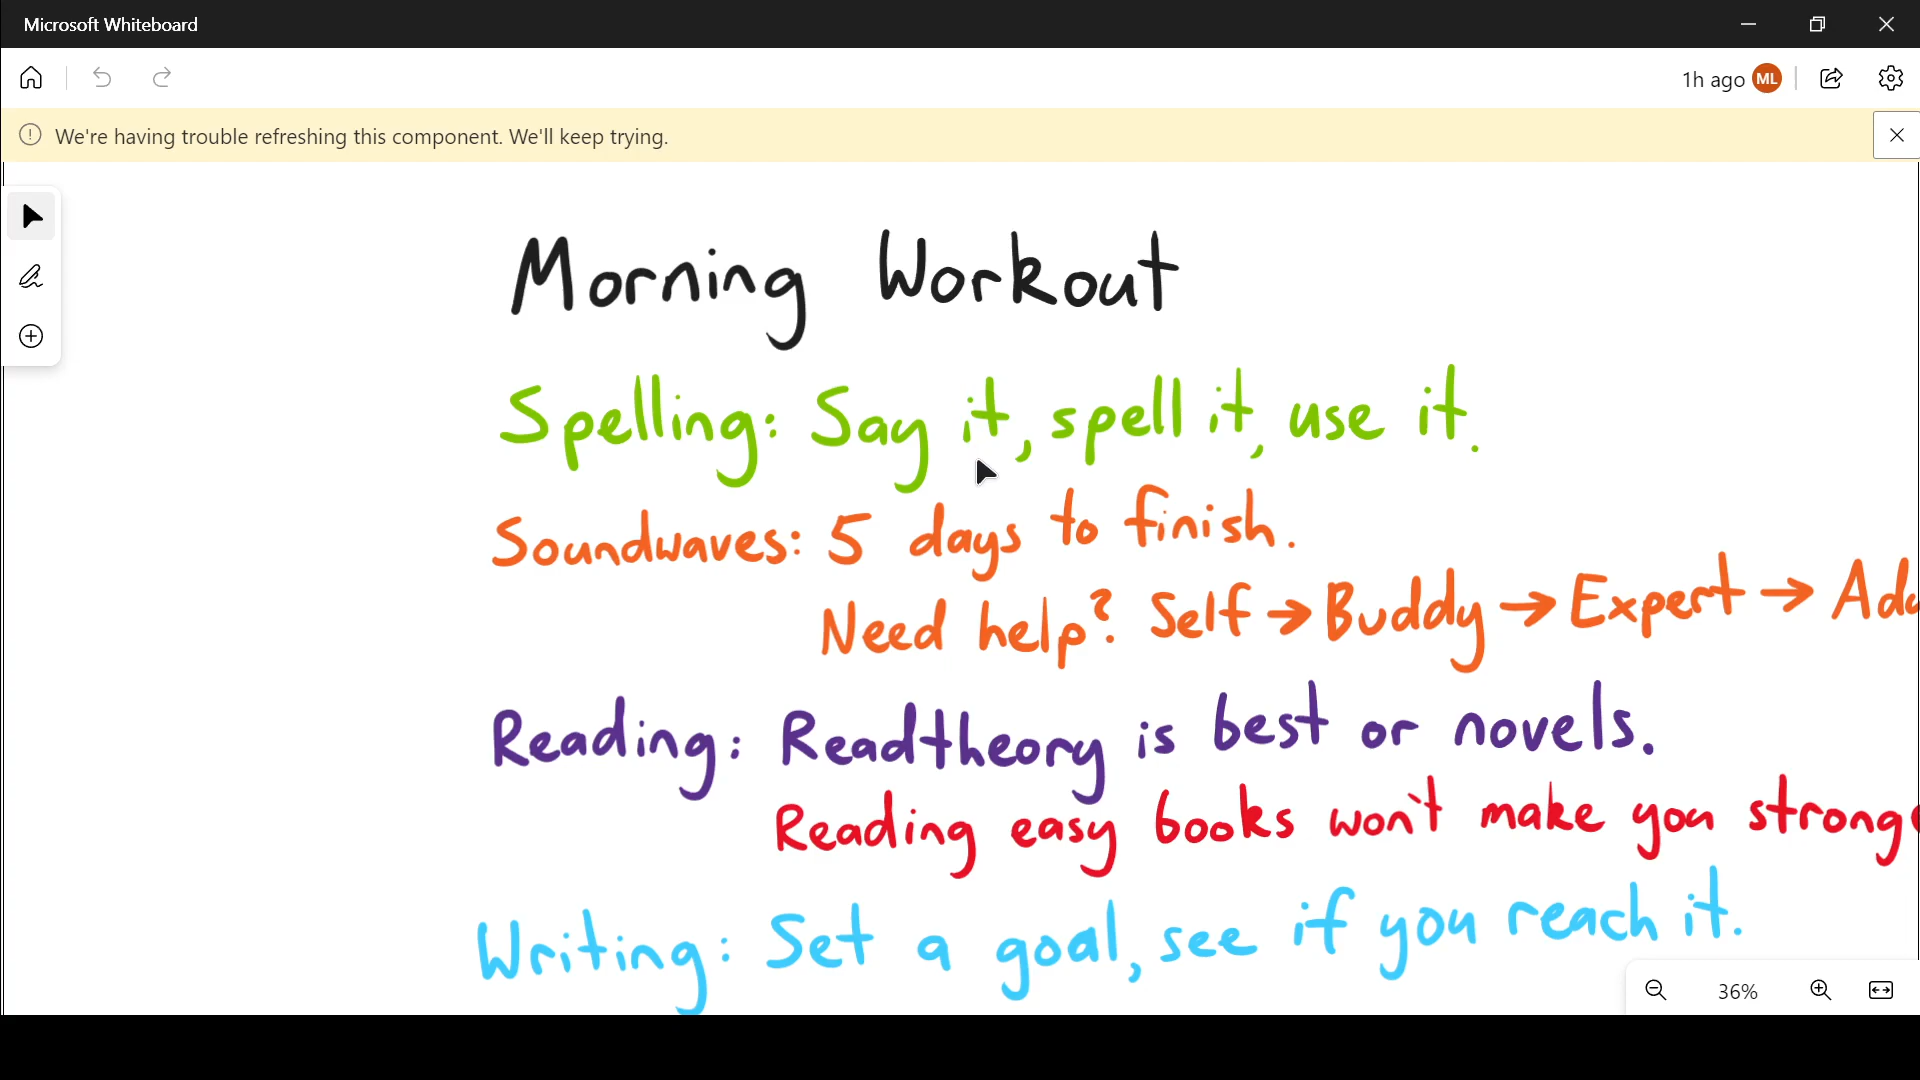 Microsoft Whiteboard
1h ago ML
We're having trouble refreshing this component. We'll keep trying.
Morning Workout
Spelling: Say it, spell it, use it.
Soundwaves: 5 days to finish.
Need help? Self → Buddy → Expert →
Reading: Readtheory is best or novels.
Reading easy books won't make you
Writing: Set a goal, see if you reach it.
36%